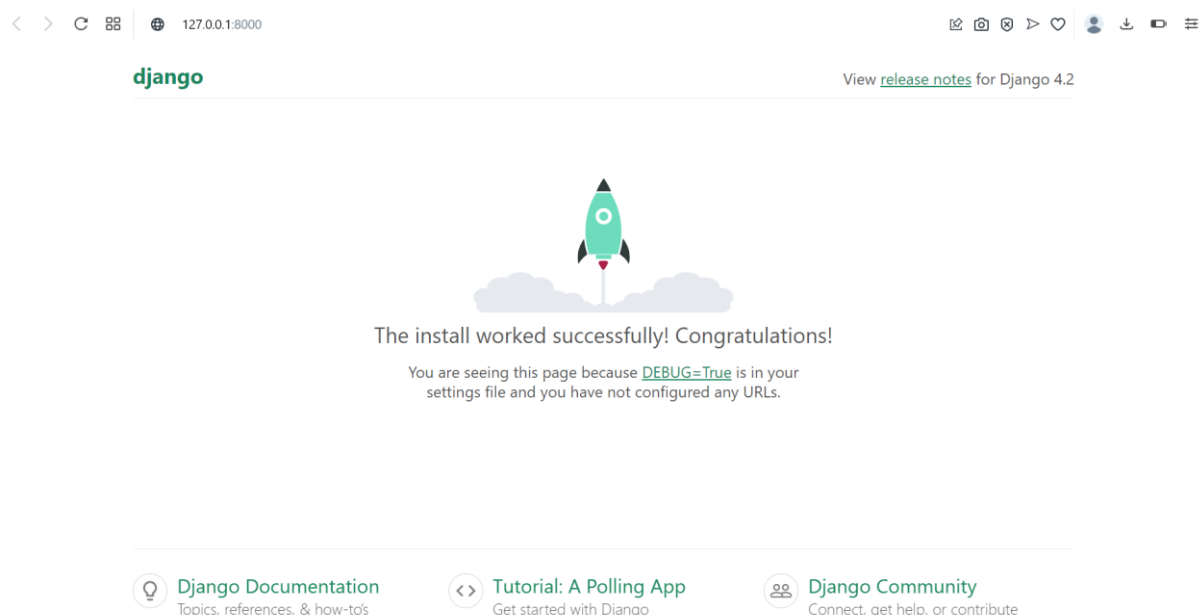 127.0.0.1:8000
django
View release notes for Django 4.2
The install worked successfully! Congratulations!
You are seeing this page because DEBUG=True is in your
settings file and you have not configured any URLs.
Django Documentation
Topics, references, & how-to's
Tutorial: A Polling App
Get started with Django
Django Community
Connect, get help, or contribute